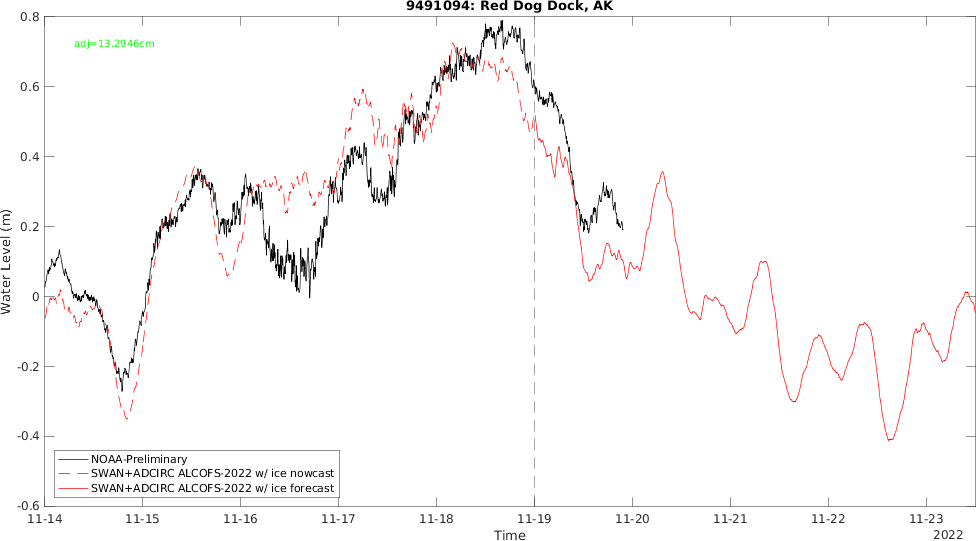 9491094: Red Dog Dock, AK
adj=13.2946cm
Water Level (m)
0.8
0.6
0.4
0.2
0
-0.2
-0.4
-0.6
NOAA-Preliminary
SWAN+ADCIRC ALCOFS-2022 w/ ice nowcast
SWAN+ADCIRC ALCOFS-2022 w/ ice forecast
11-14 11-15 11-16 11-17 11-18 11-19 11-20 11-21 11-22 11-23
Time
2022